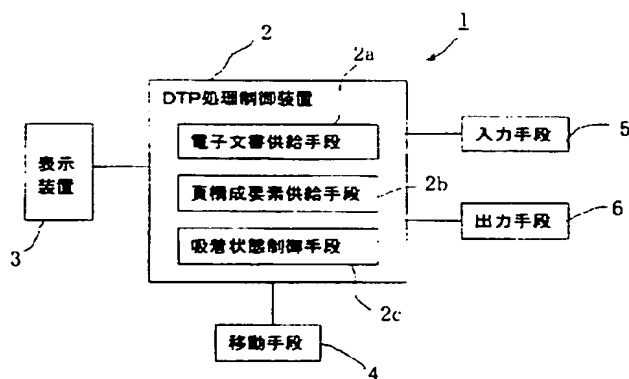 1
2
2a
DTP処理制御装置
電子文書供給手段
入力手段
5
表示
装置
頁構成要素供給手段
2b
出力手段
6
3
吸着状態制御手段
2c
移動手段
4